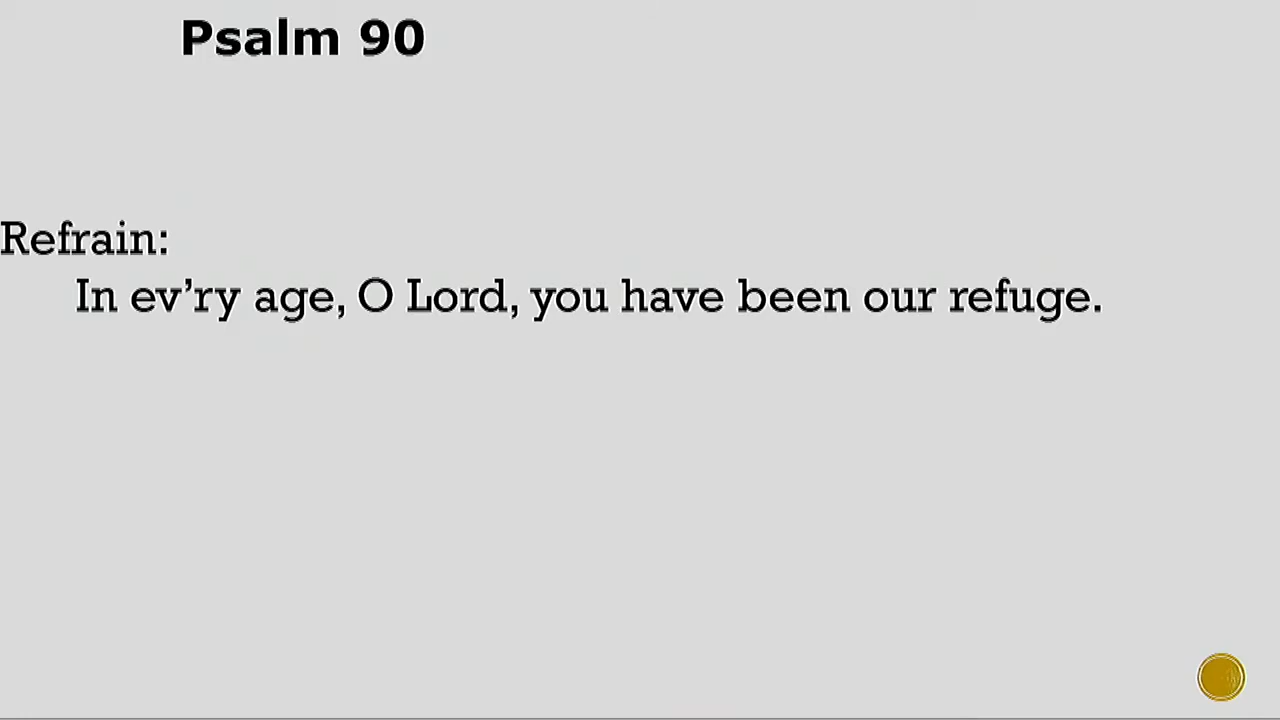 Psalm 90
Refrain:
In ev’ry age, O Lord, you have been our refuge.